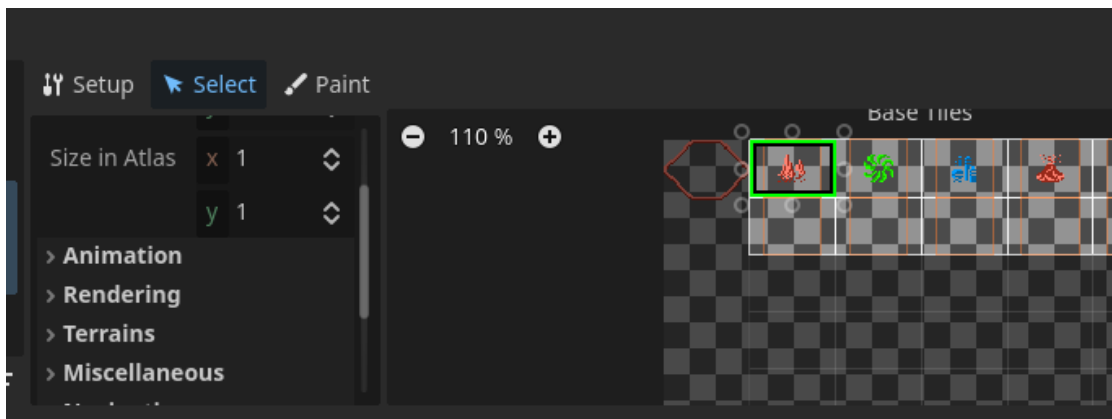 Setup Select Paint
Base Tiles
Size in Atlas x 1
110 %
y 1
Animation
Rendering
Terrains
Miscellaneous